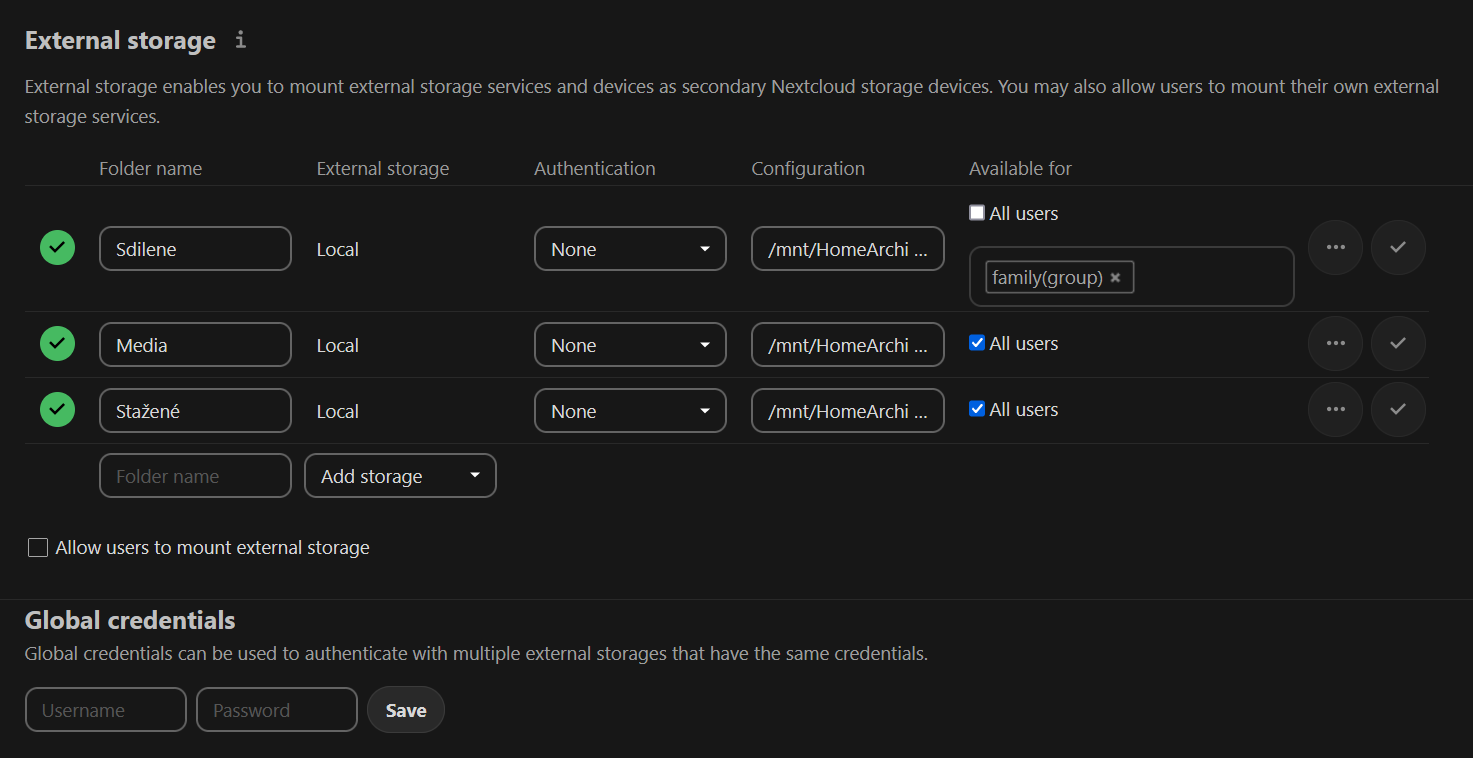 External storage i
External storage enables you to mount external storage services and devices as secondary Nextcloud storage devices. You may also allow users to mount their own external
storage services.
Folder name External storage Authentication Configuration Available for
All users
Sdilene Local None /mnt/HomeArchi ...
family(group) ×
Media Local None /mnt/HomeArchi ... All users
Stažené Local None /mnt/HomeArchi ... All users
Folder name Add storage
Allow users to mount external storage
Global credentials
Global credentials can be used to authenticate with multiple external storages that have the same credentials.
Username Password Save